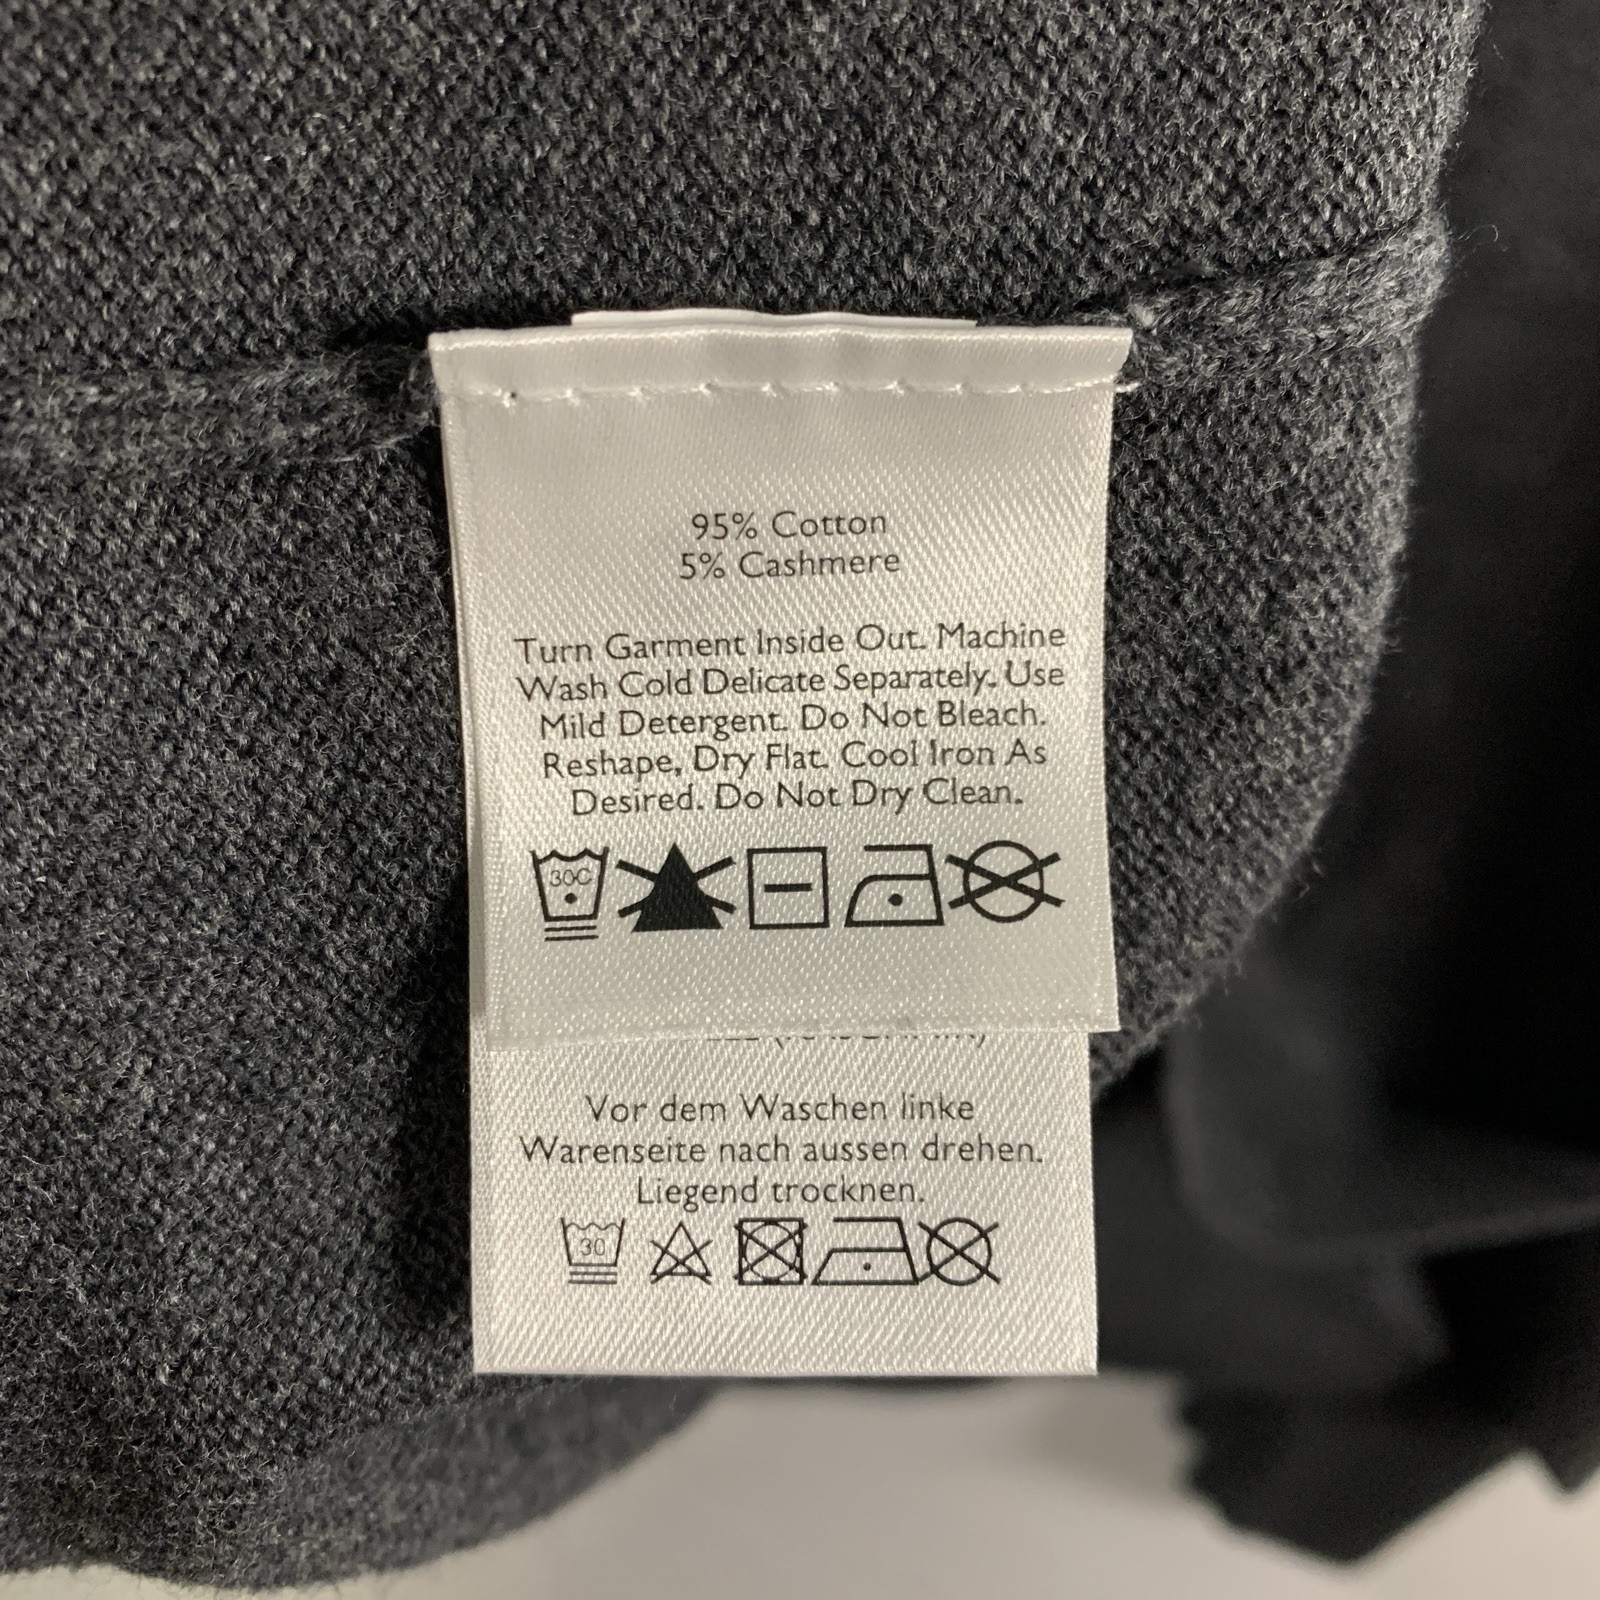 95% Cotton
5% Cashmere
Turn Garment Inside Out. Machine
Wash Cold Delicate Separately. Use
Mild Detergent. Do Not Bleach.
Reshape, Dry Flat. Cool Iron As
Desired. Do Not Dry Clean.
30C
Vor dem Waschen linke
Warenseite nach aussen drehen.
Liegend trocknen.
30